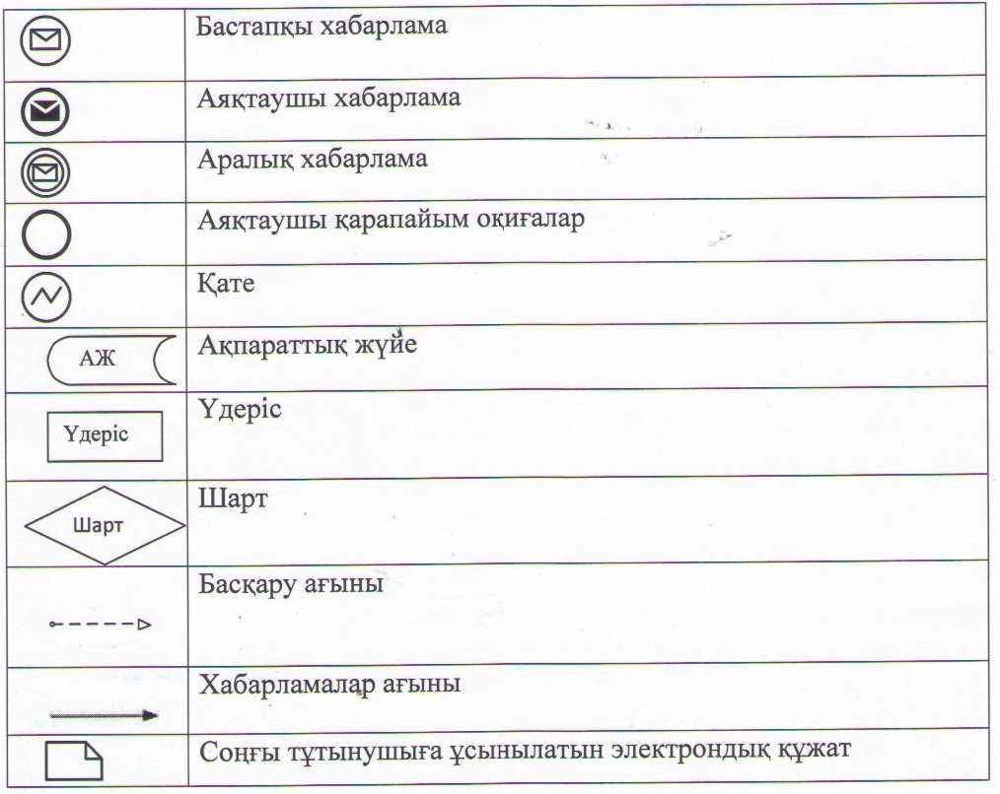 Бастапқы хабарлама
Аяқтаушы хабарлама
Аралық хабарлама
Аяқтаушы қарапайым оқиғалар
Қате
АЖ
Ақпараттық жүйе
Үдеріс
Үдеріс
Шарт
Шарт
Басқару ағыны
Хабарламалар ағыны
Соңғы тұтынушыға ұсынылатын электрондық құжат